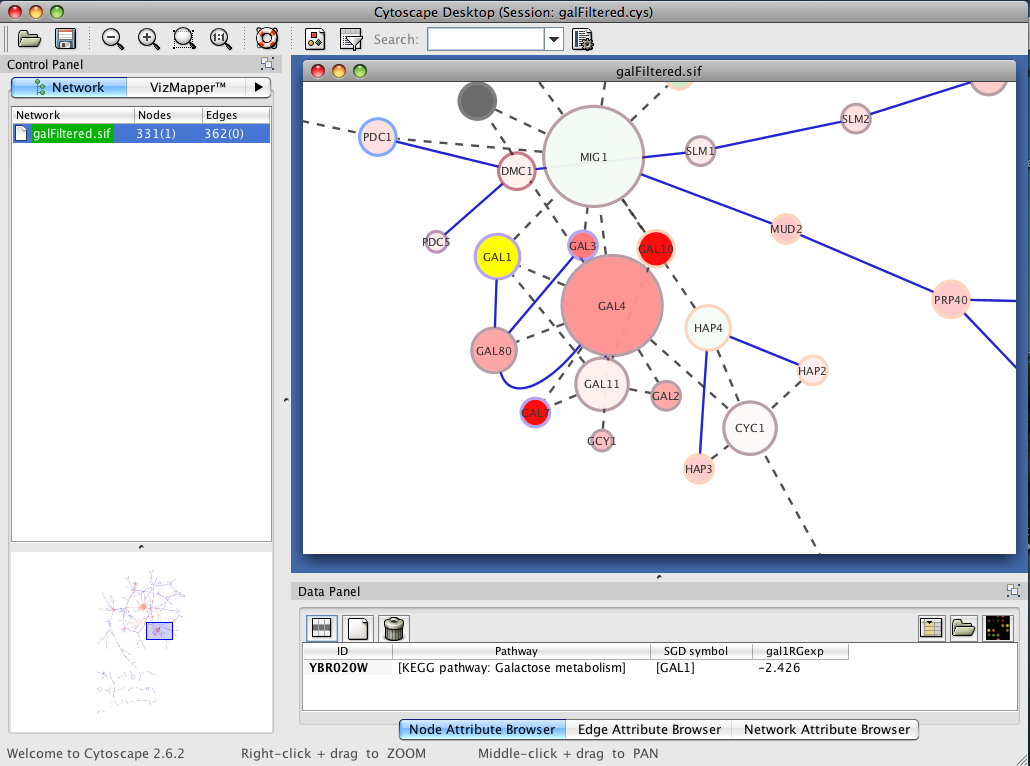 Cytoscape Desktop (Session: galFiltered.cys)
Search:
Control Panel
Network VizMapper™
Network Nodes Edges
galFiltered.sif 331(1) 362(0)
galFiltered.sif
PDC1
MIG1
SLM2
SLM1
DMC1
MUD2
PDC5
GAL3
GAL10
GAL1
PRP40
GAL4
HAP4
GAL80
HAP2
GAL11
GAL2
GAL7
CYC1
GCY1
HAP3
Data Panel
ID Pathway SGD symbol gal1RGexp
YBR020W [KEGG pathway: Galactose metabolism] [GAL1] -2.426
Node Attribute Browser Edge Attribute Browser Network Attribute Browser
Welcome to Cytoscape 2.6.2 Right-click + drag to ZOOM Middle-click + drag to PAN